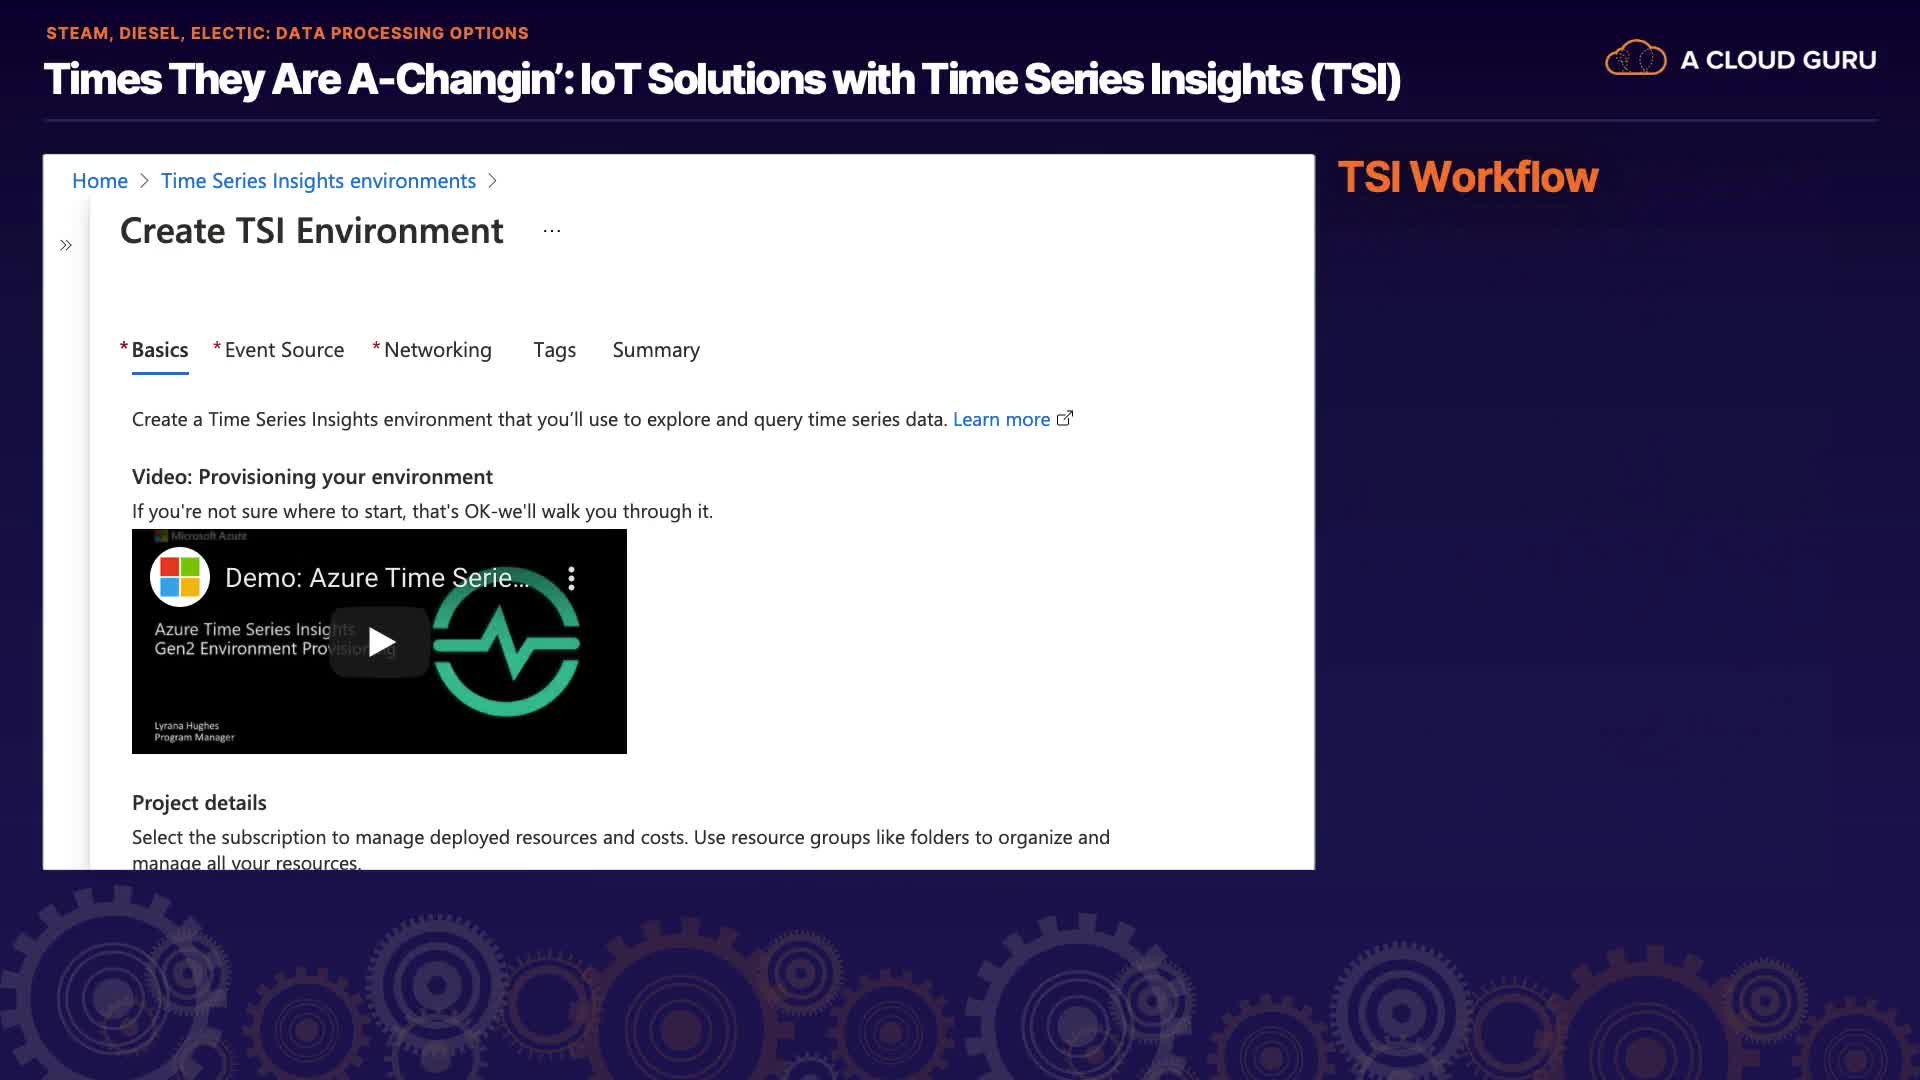 STEAM, DIESEL, ELECTIC: DATA PROCESSING OPTIONS
Times They Are A-Changin’: IoT Solutions with Time Series Insights (TSI)
A CLOUD GURU
Home > Time Series Insights environments >
TSI Workflow
Create TSI Environment ...
»
*Basics *Event Source *Networking Tags Summary
Create a Time Series Insights environment that you’ll use to explore and query time series data. Learn more
Video: Provisioning your environment
If you're not sure where to start, that's OK-we'll walk you through it.
Microsoft Azure
Demo: Azure Time Serie...
Azure Time Series Insights
Gen2 Environment Provisioning
Lyrana Hughes
Program Manager
Project details
Select the subscription to manage deployed resources and costs. Use resource groups like folders to organize and
manage all your resources.